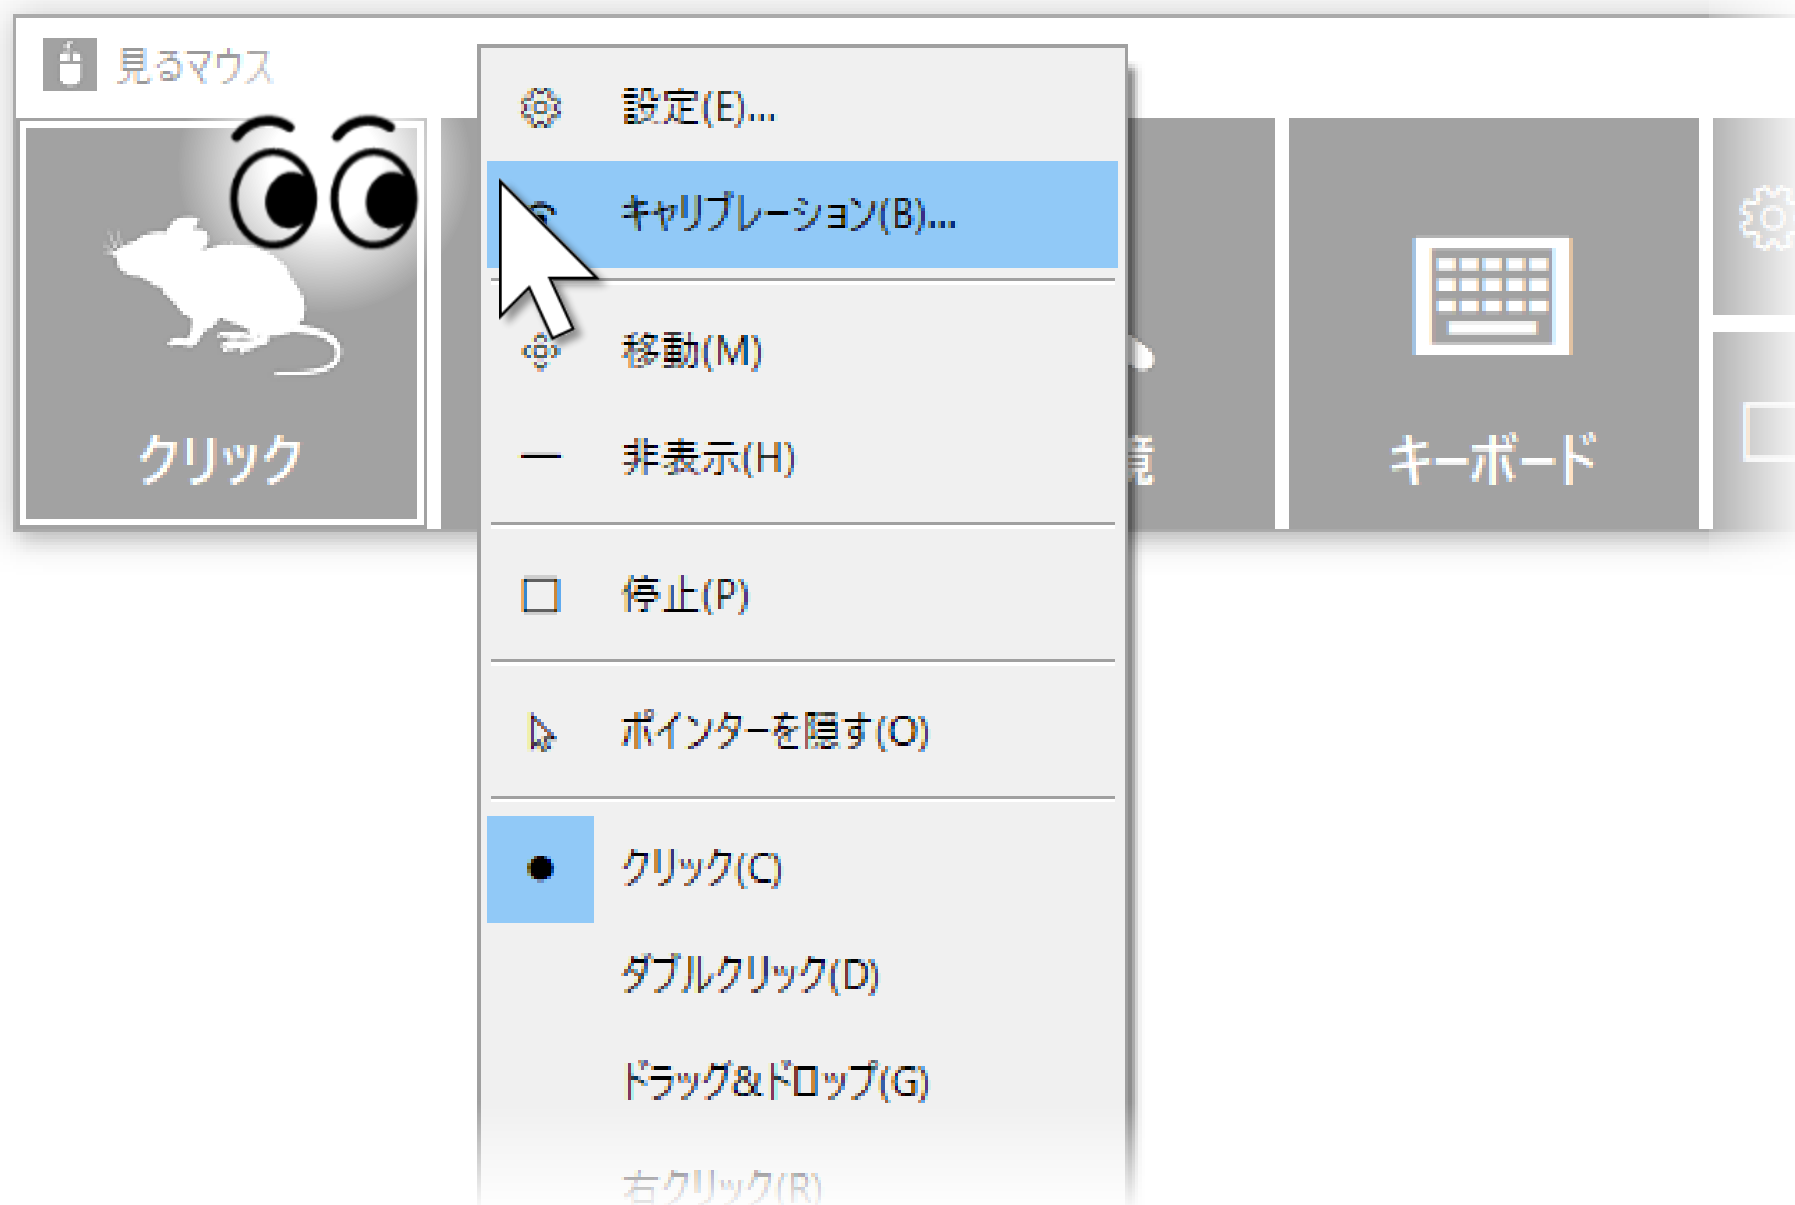 見るマウス
設定(E)...
キャリブレーション(B)...
移動(M)
非表示(H)
停止(P)
ポインターを隠す(O)
クリック(C)
ダブルクリック(D)
ドラッグ&ドロップ(G)
右クリック(R)
クリック
鏡
キーボード